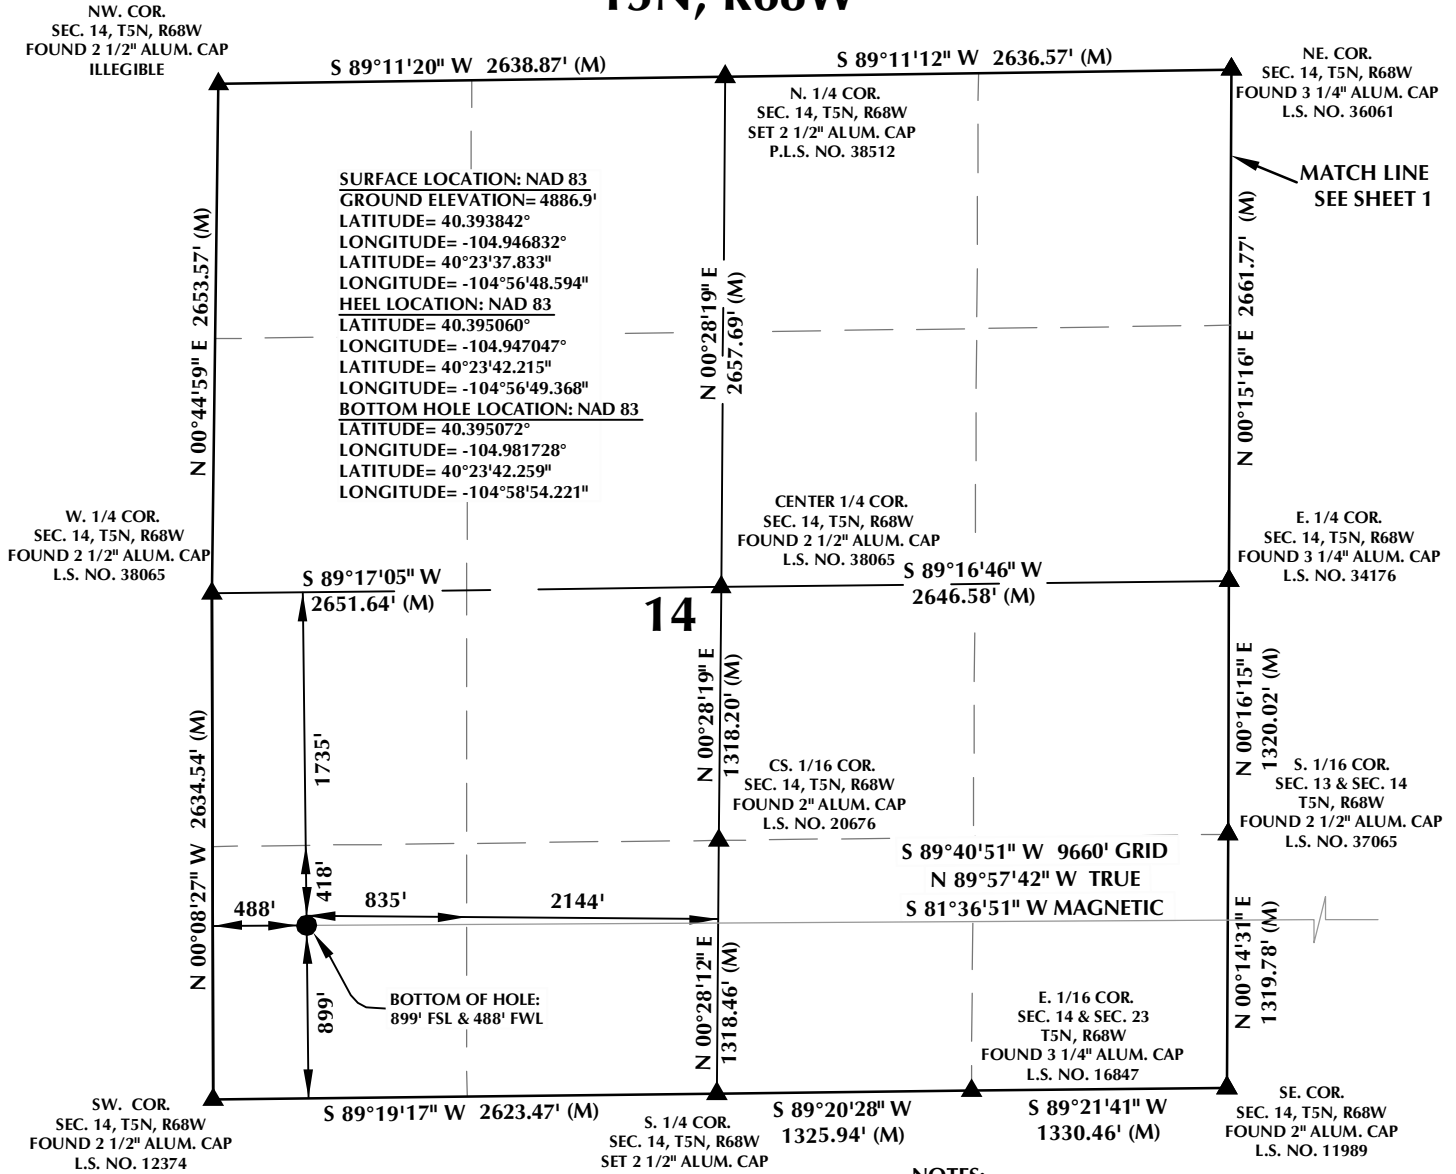 T5N, R68W
NW. COR.
SEC. 14, T5N, R68W
FOUND 2 1/2" ALUM. CAP
ILLEGIBLE
S 89°11'20" W 2638.87' (M)
S 89°11'12" W 2636.57' (M)
NE. COR.
SEC. 14, T5N, R68W
FOUND 3 1/4" ALUM. CAP
L.S. NO. 36061
N. 1/4 COR.
SEC. 14, T5N, R68W
SET 2 1/2" ALUM. CAP
P.L.S. NO. 38512
MATCH LINE
SEE SHEET 1
SURFACE LOCATION: NAD 83
GROUND ELEVATION= 4886.9'
LATITUDE= 40.393842°
LONGITUDE= -104.946832°
LATITUDE= 40°23'37.833"
LONGITUDE= -104°56'48.594"
HEEL LOCATION: NAD 83
LATITUDE= 40.395060°
LONGITUDE= -104.947047°
LATITUDE= 40°23'42.215"
LONGITUDE= -104°56'49.368"
BOTTOM HOLE LOCATION: NAD 83
LATITUDE= 40.395072°
LONGITUDE= -104.981728°
LATITUDE= 40°23'42.259"
LONGITUDE= -104°58'54.221"
N 00°44'59" E 2653.57' (M)
N 00°28'19" E
2657.69' (M)
N 00°15'16" E 2661.77' (M)
W. 1/4 COR.
SEC. 14, T5N, R68W
FOUND 2 1/2" ALUM. CAP
L.S. NO. 38065
CENTER 1/4 COR.
SEC. 14, T5N, R68W
FOUND 2 1/2" ALUM. CAP
L.S. NO. 38065
E. 1/4 COR.
SEC. 14, T5N, R68W
FOUND 3 1/4" ALUM. CAP
L.S. NO. 34176
S 89°17'05" W
2651.64' (M)
S 89°16'46" W
2646.58' (M)
14
N 00°08'27" W 2634.54' (M)
1735'
N 00°28'19" E
1318.20' (M)
N 00°16'15" E
1320.02' (M)
CS. 1/16 COR.
SEC. 14, T5N, R68W
FOUND 2" ALUM. CAP
L.S. NO. 20676
S. 1/16 COR.
SEC. 13 & SEC. 14
T5N, R68W
FOUND 2 1/2" ALUM. CAP
L.S. NO. 37065
S 89°40'51" W 9660' GRID
N 89°57'42" W TRUE
S 81°36'51" W MAGNETIC
418'
488'
835'
2144'
899'
BOTTOM OF HOLE:
899' FSL & 488' FWL
N 00°28'12" E
1318.46' (M)
N 00°14'31" E
1319.78' (M)
E. 1/16 COR.
SEC. 14 & SEC. 23
T5N, R68W
FOUND 3 1/4" ALUM. CAP
L.S. NO. 16847
SW. COR.
SEC. 14, T5N, R68W
FOUND 2 1/2" ALUM. CAP
L.S. NO. 12374
S 89°19'17" W 2623.47' (M)
S. 1/4 COR.
SEC. 14, T5N, R68W
SET 2 1/2" ALUM. CAP
S 89°20'28" W
1325.94' (M)
S 89°21'41" W
1330.46' (M)
SE. COR.
SEC. 14, T5N, R68W
FOUND 2" ALUM. CAP
L.S. NO. 11989
NOTES: